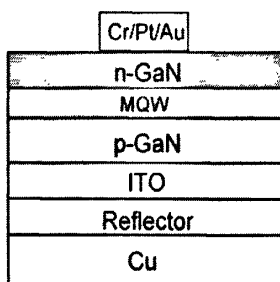 Cr/Pt/Au
n-GaN
MQW
p-GaN
ITO
Reflector
Cu